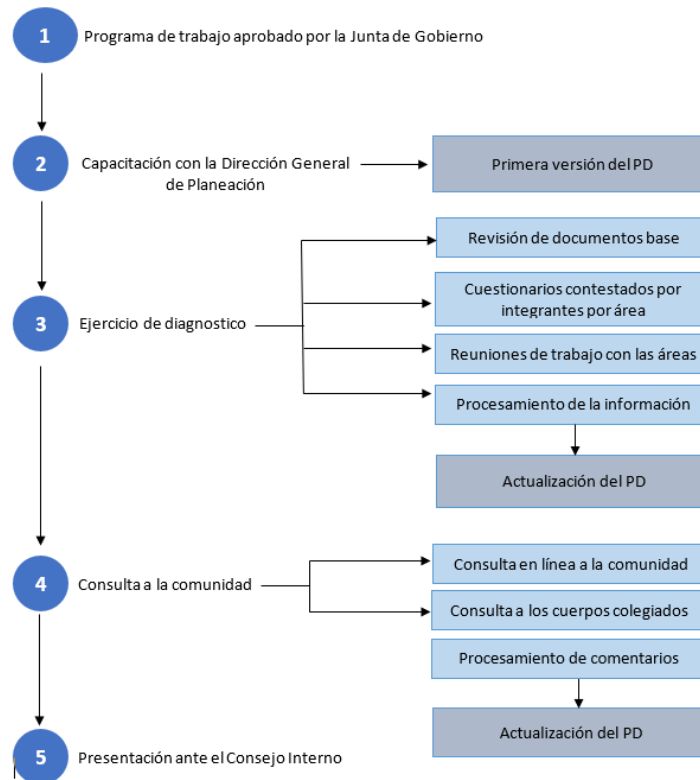 1
Programa de trabajo aprobado por la Junta de Gobierno
2
Capacitación con la Dirección General
de Planeación
Primera versión del PD
Revisión de documentos base
Cuestionarios contestados por
integrantes por área
3
Ejercicio de diagnostico
Reuniones de trabajo con las áreas
Procesamiento de la información
Actualización del PD
4
Consulta a la comunidad
Consulta en línea a la comunidad
Consulta a los cuerpos colegiados
Procesamiento de comentarios
Actualización del PD
5
Presentación ante el Consejo Interno